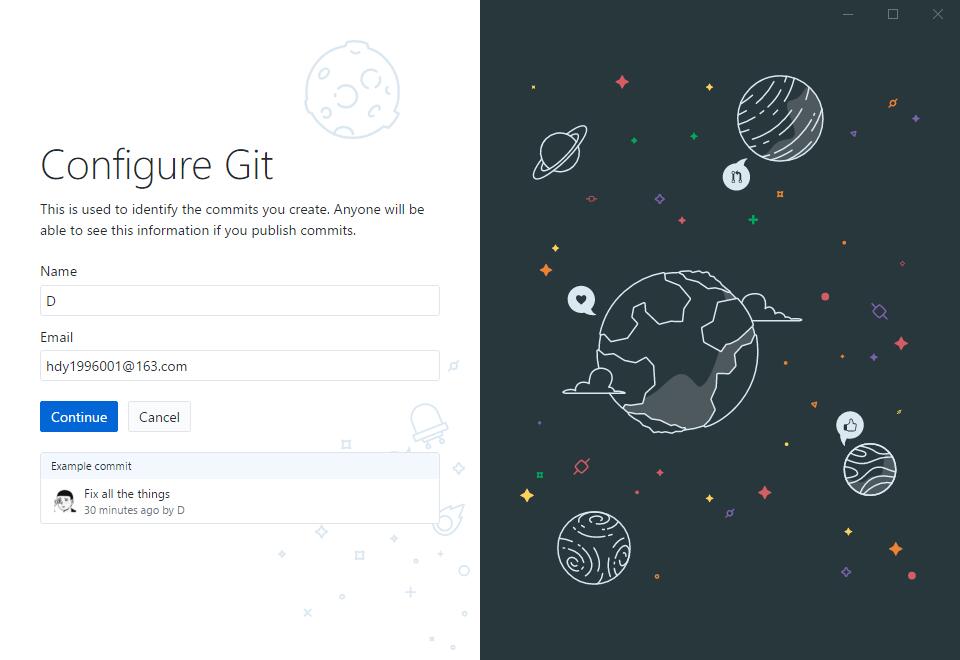 Configure Git
This is used to identify the commits you create. Anyone will be
able to see this information if you publish commits.
Name
D
Email
hdy1996001@163.com
Continue Cancel
Example commit
Fix all the things
30 minutes ago by D